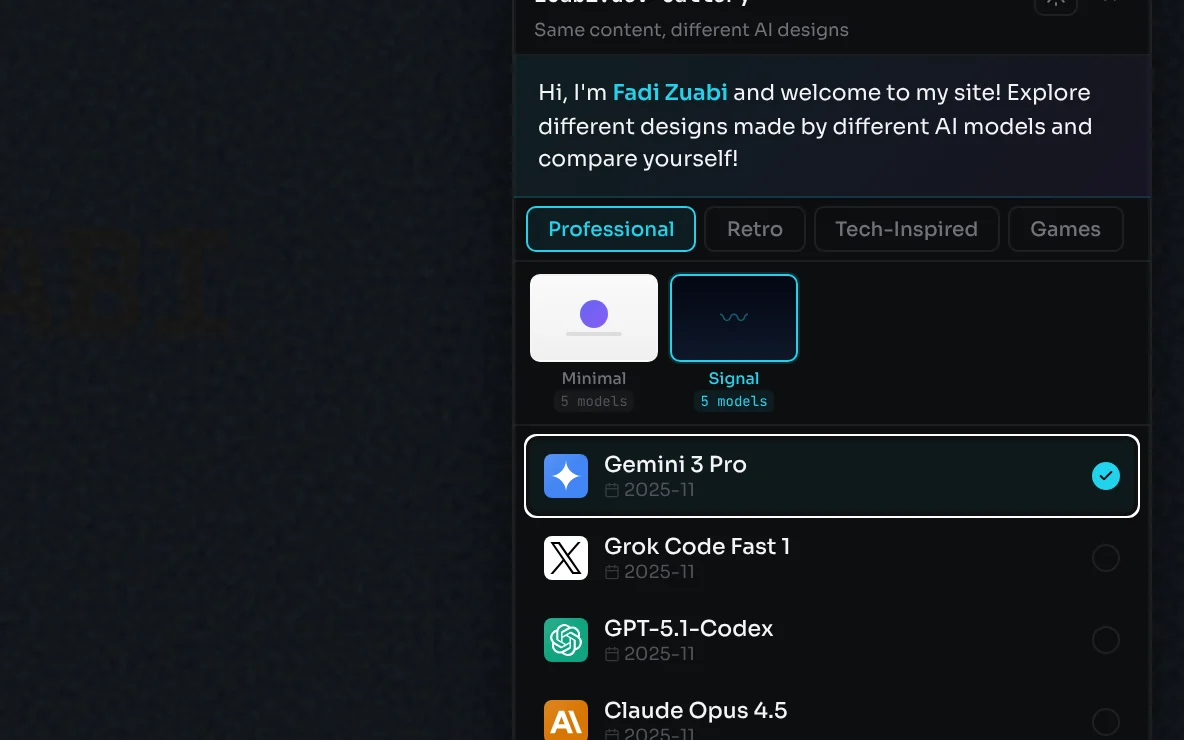 Same content, different AI designs
Hi, I'm Fadi Zuabi and welcome to my site! Explore
different designs made by different AI models and
compare yourself!
Professional
Retro
Tech-Inspired
Games
Minimal
5 models
Signal
5 models
Gemini 3 Pro
2025-11
Grok Code Fast 1
2025-11
GPT-5.1-Codex
2025-11
Claude Opus 4.5
2025-11